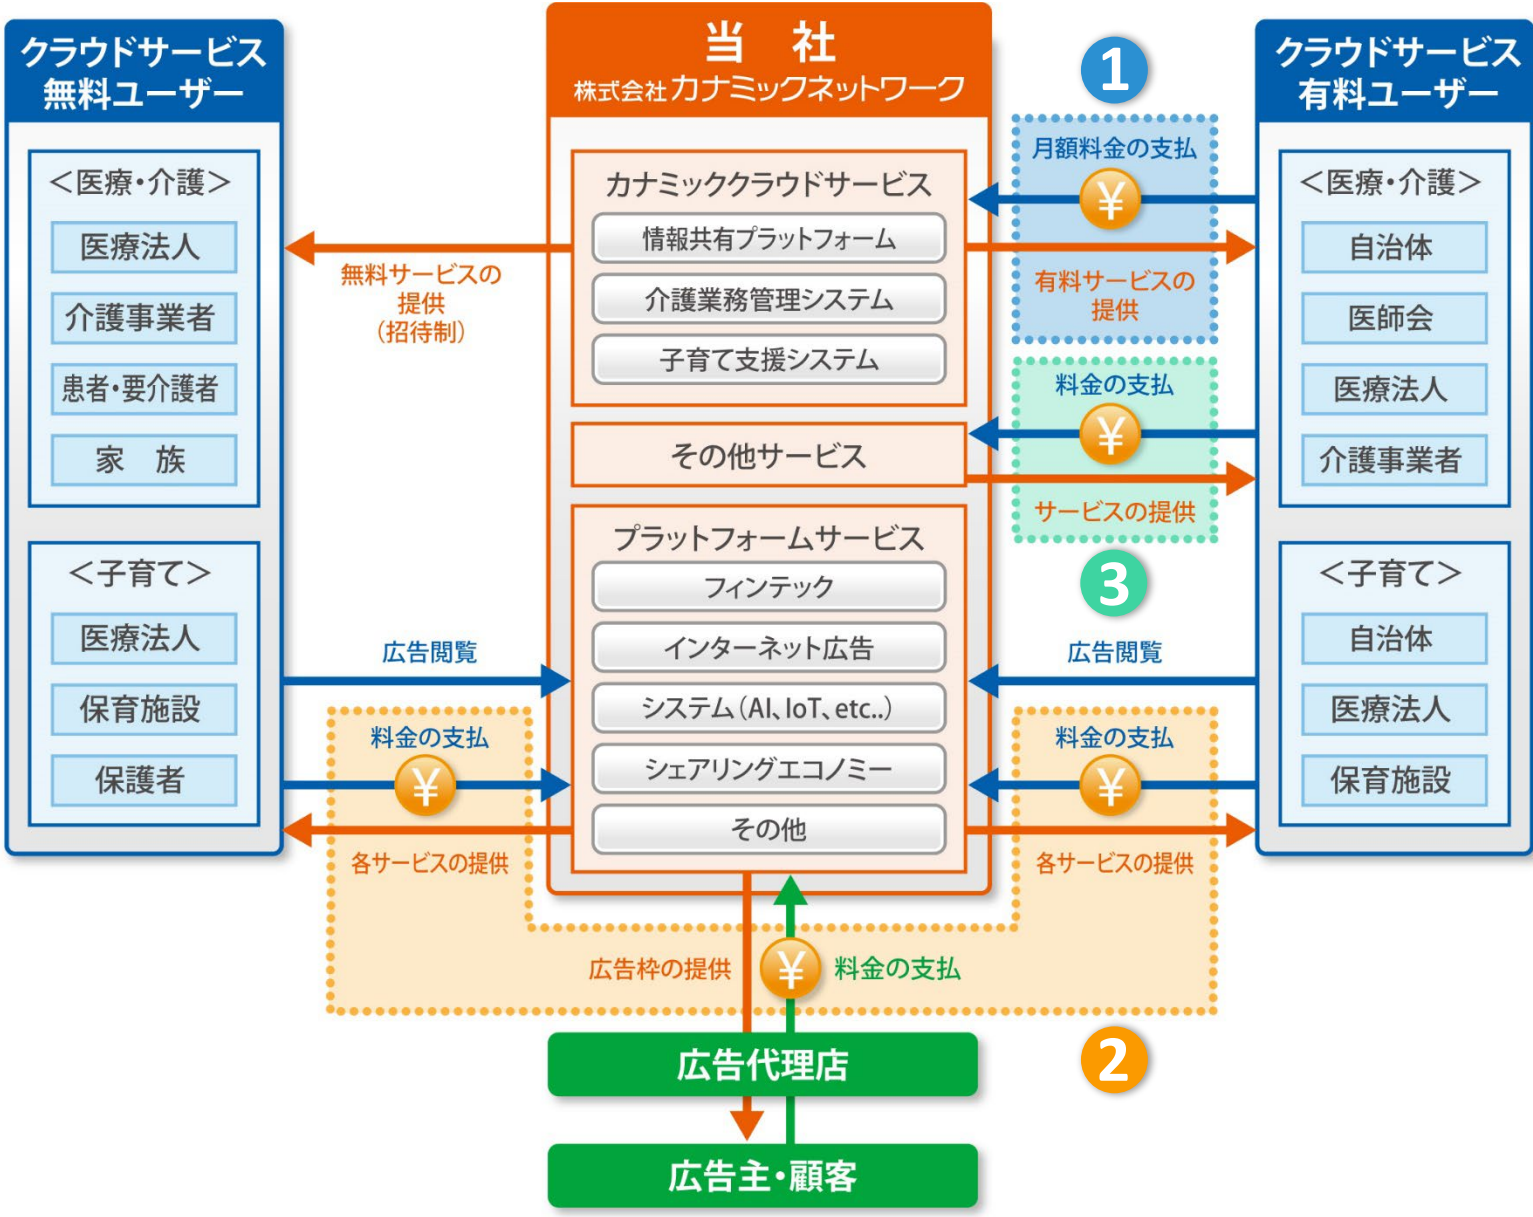 クラウドサービス
無料ユーザー
＜医療・介護＞
医療法人
介護事業者
患者・要介護者
家　族
＜子育て＞
医療法人
保育施設
保護者
無料サービスの
提供
（招待制）
広告閲覧
料金の支払
¥
各サービスの提供
当　社
株式会社カナミックネットワーク
カナミッククラウドサービス
情報共有プラットフォーム
介護業務管理システム
子育て支援システム
その他サービス
プラットフォームサービス
フィンテック
インターネット広告
システム（AI、IoT、etc..）
シェアリングエコノミー
その他
広告枠の提供
¥
料金の支払
広告代理店
広告主・顧客
1
月額料金の支払
¥
有料サービスの
提供
料金の支払
¥
サービスの提供
3
広告閲覧
料金の支払
¥
各サービスの提供
2
クラウドサービス
有料ユーザー
＜医療・介護＞
自治体
医師会
医療法人
介護事業者
＜子育て＞
自治体
医療法人
保育施設